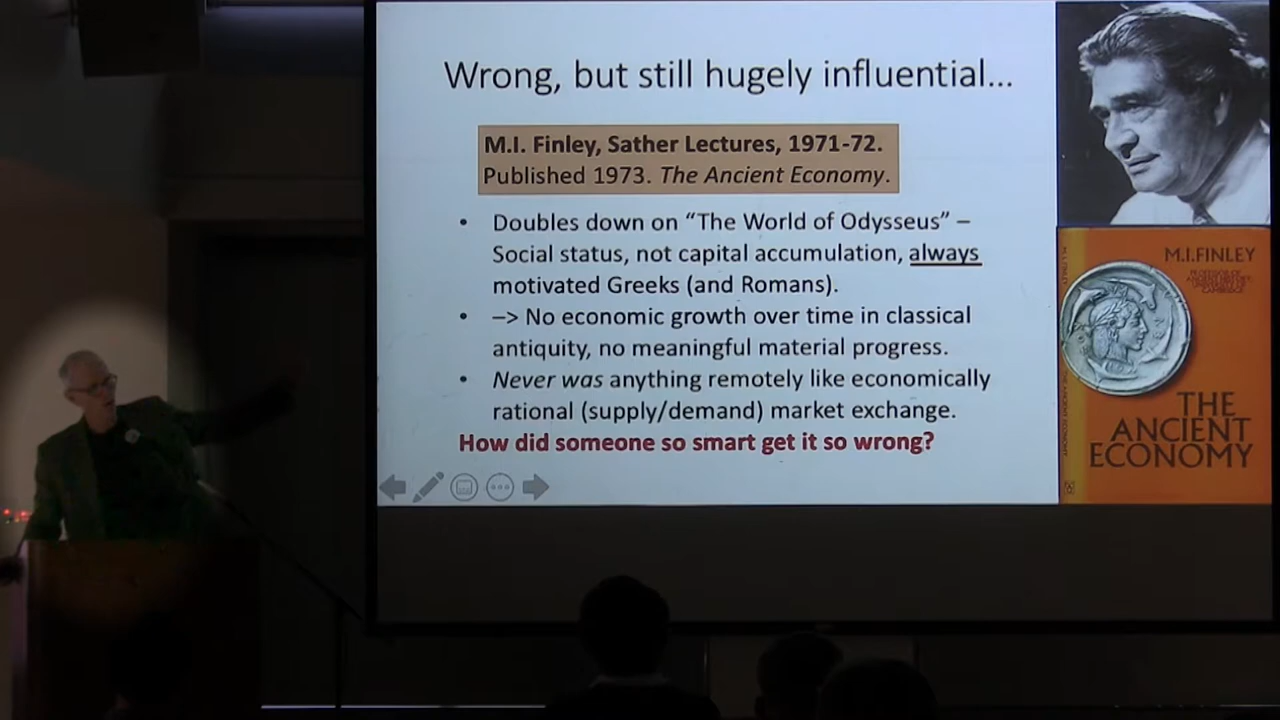 Wrong, but still hugely influential...
M.I. Finley, Sather Lectures, 1971-72.
Published 1973. The Ancient Economy.
• Doubles down on “The World of Odysseus” –
Social status, not capital accumulation, always
motivated Greeks (and Romans).
• –> No economic growth over time in classical
antiquity, no meaningful material progress.
• Never was anything remotely like economically
rational (supply/demand) market exchange.
How did someone so smart get it so wrong?
M.I.FINLEY
THE
ANCIENT
ECONOMY